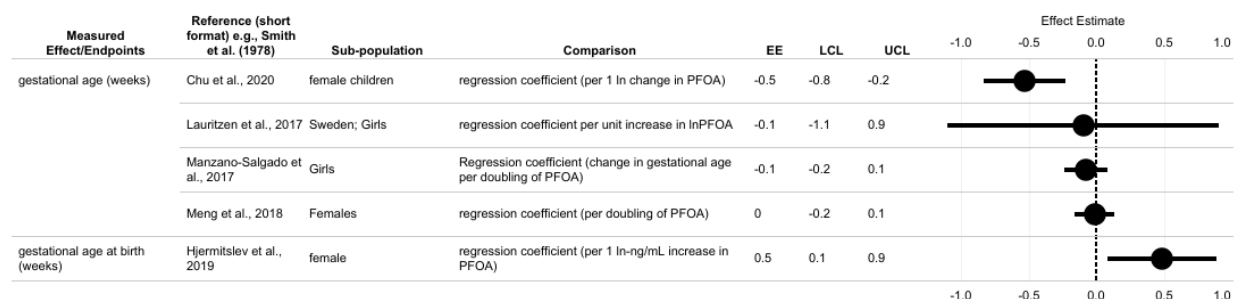 Measured Effect/Endpoints Reference (short format) e.g., Smith et al. (1978) Sub-population Comparison EE LCL UCL Effect Estimate
-1.0 -0.5 0.0 0.5 1.0
gestational age (weeks) Chu et al., 2020 female children regression coefficient (per 1 ln change in PFOA) -0.5 -0.8 -0.2
Lauritzen et al., 2017 Sweden; Girls regression coefficient per unit increase in lnPFOA -0.1 -1.1 0.9
Manzano-Salgado et al., 2017 Girls Regression coefficient (change in gestational age per doubling of PFOA) -0.1 -0.2 0.1
Meng et al., 2018 Females regression coefficient (per doubling of PFOA) 0 -0.2 0.1
gestational age at birth (weeks) Hjermitslev et al., 2019 female regression coefficient (per 1 ln-ng/mL increase in PFOA) 0.5 0.1 0.9
-1.0 -0.5 0.0 0.5 1.0